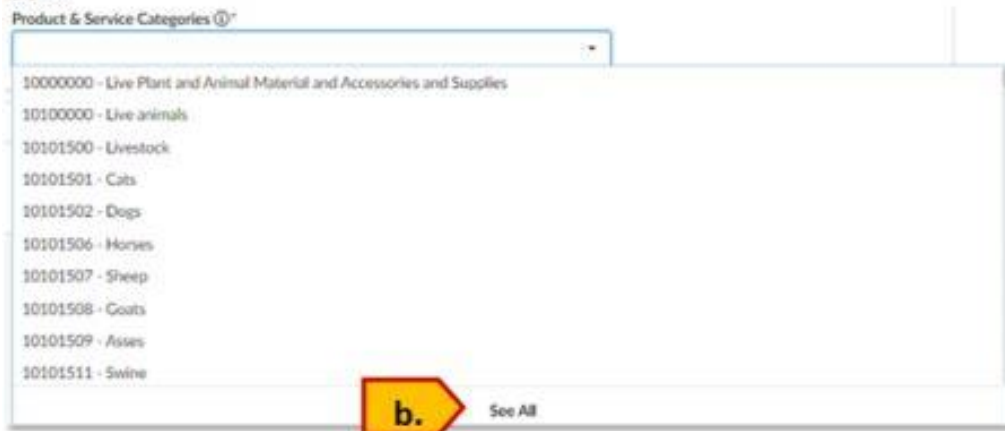 Product & Service Categories ⓘ*
10000000 - Live Plant and Animal Material and Accessories and Supplies
10100000 - Live animals
10101500 - Livestock
10101501 - Cats
10101502 - Dogs
10101506 - Horses
10101507 - Sheep
10101508 - Goats
10101509 - Asses
10101511 - Swine
b. See All